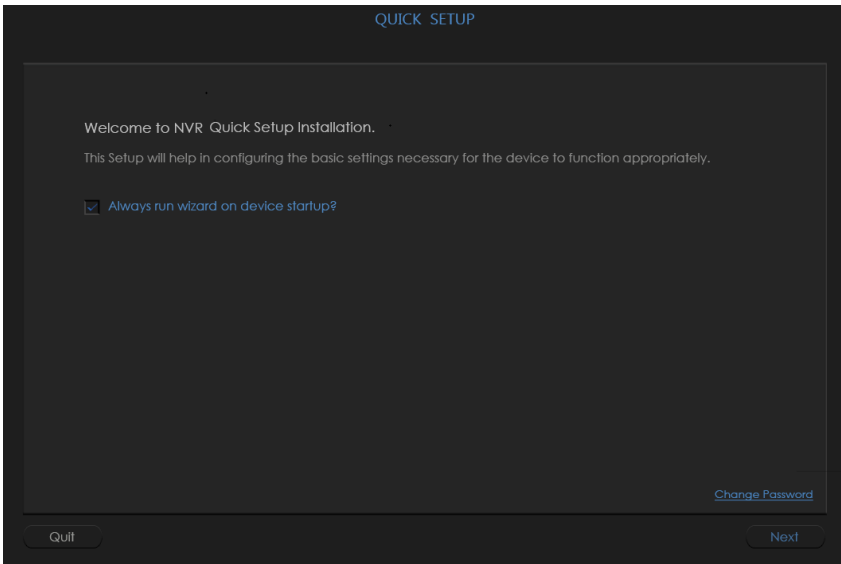 QUICK SETUP
Welcome to NVR Quick Setup Installation.
This Setup will help in configuring the basic settings necessary for the device to function appropriately.
Always run wizard on device startup?
Change Password
Quit
Next